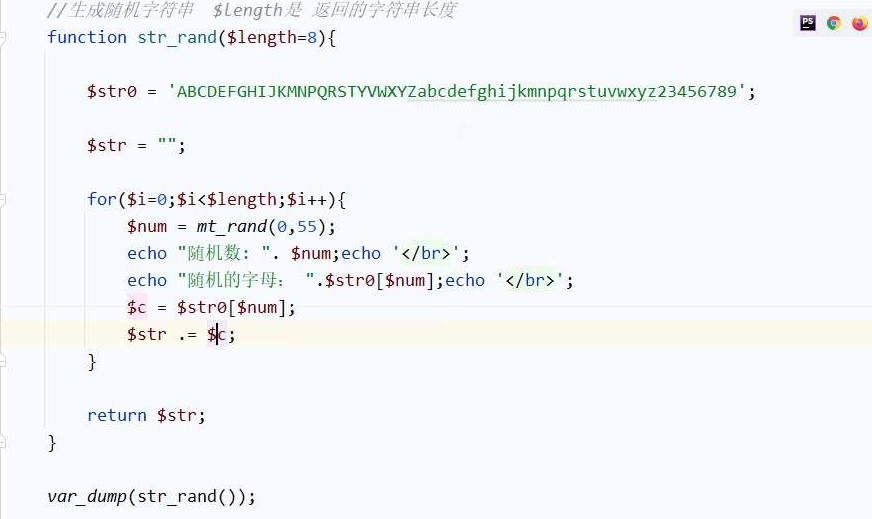 //生成随机字符串  $length是 返回的字符串长度
function str_rand($length=8){
$str0 = 'ABCDEFGHIJKMNPQRSTYVWXYZabcdefghijkmnpqrstuvwxyz23456789';
$str = "";
for($i=0;$i<$length;$i++){
$num = mt_rand(0,55);
echo "随机数: ". $num;echo '</br>';
echo "随机的字母:  ".$str0[$num];echo '</br>';
$c = $str0[$num];
$str .= $c;
}
return $str;
}
var_dump(str_rand());
PS